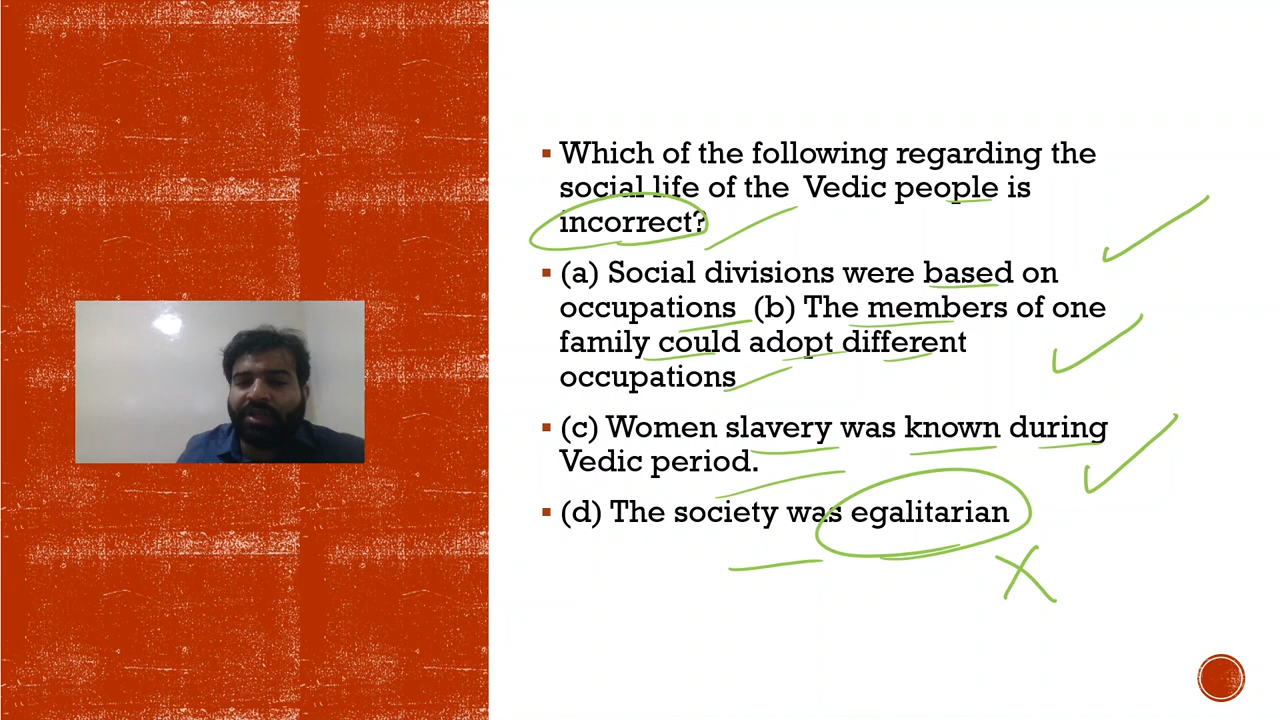 Which of the following regarding the
social life of the Vedic people is
incorrect?
(a) Social divisions were based on
occupations (b) The members of one
family could adopt different
occupations
(c) Women slavery was known during
Vedic period.
(d) The society was egalitarian